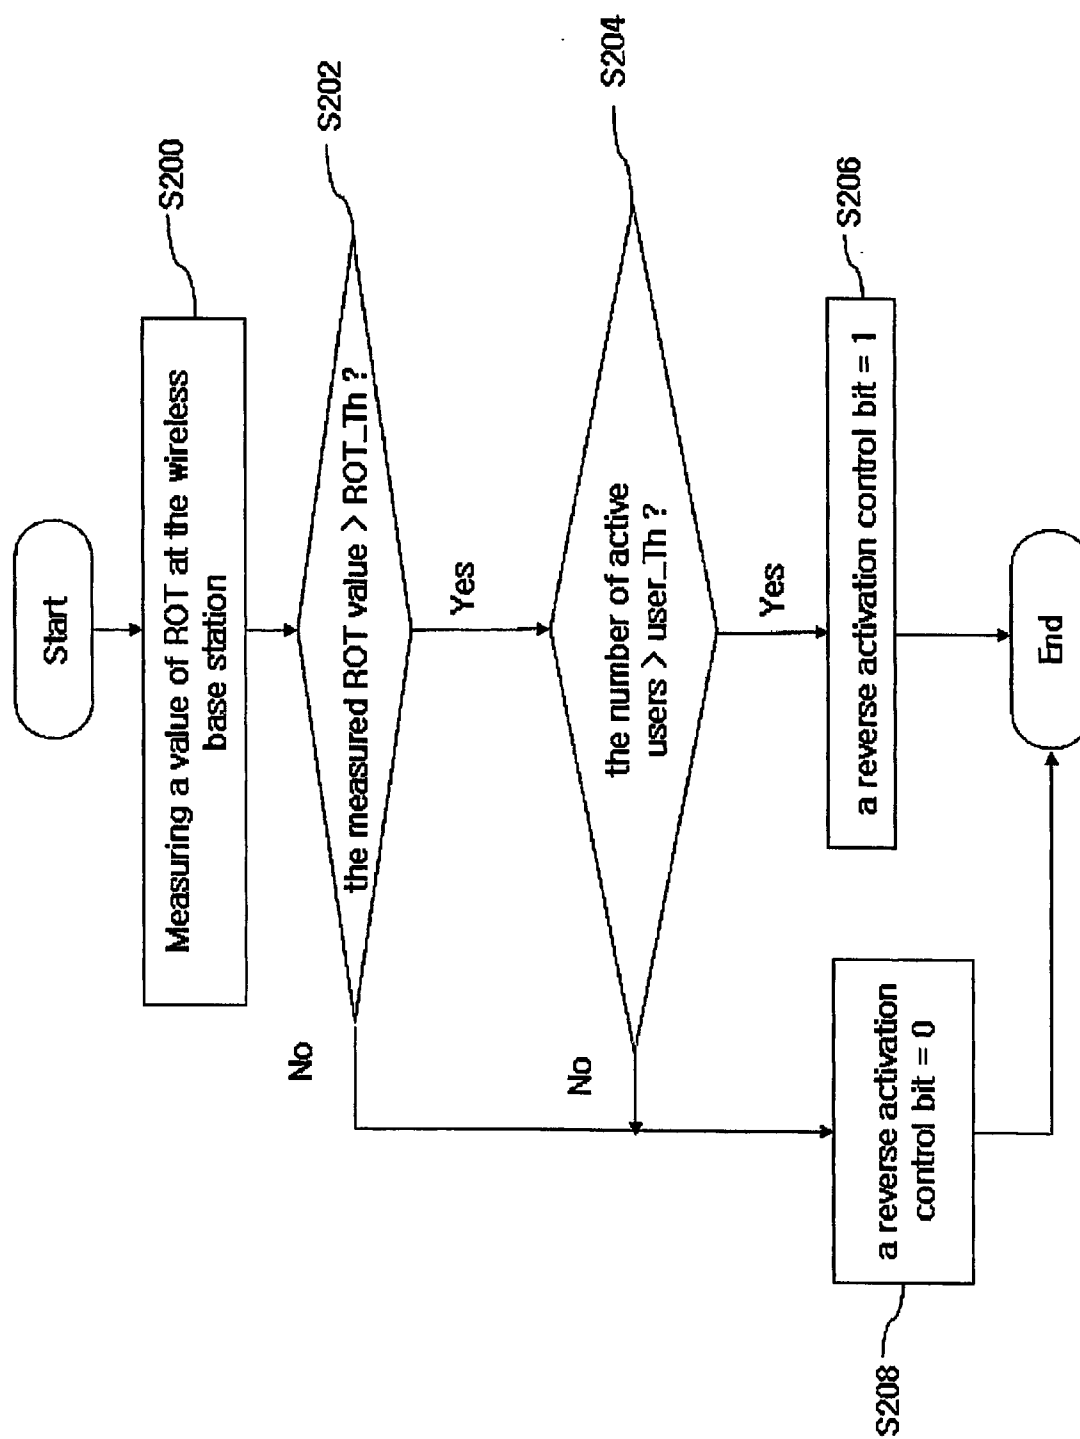 Start
S200
Measuring a value of ROT at the wireless
base station
S202
the measured ROT value > ROT_Th ?
No
Yes
S204
the number of active
users > user_Th ?
No
Yes
S206
a reverse activation control bit = 1
S208
a reverse activation
control bit = 0
End